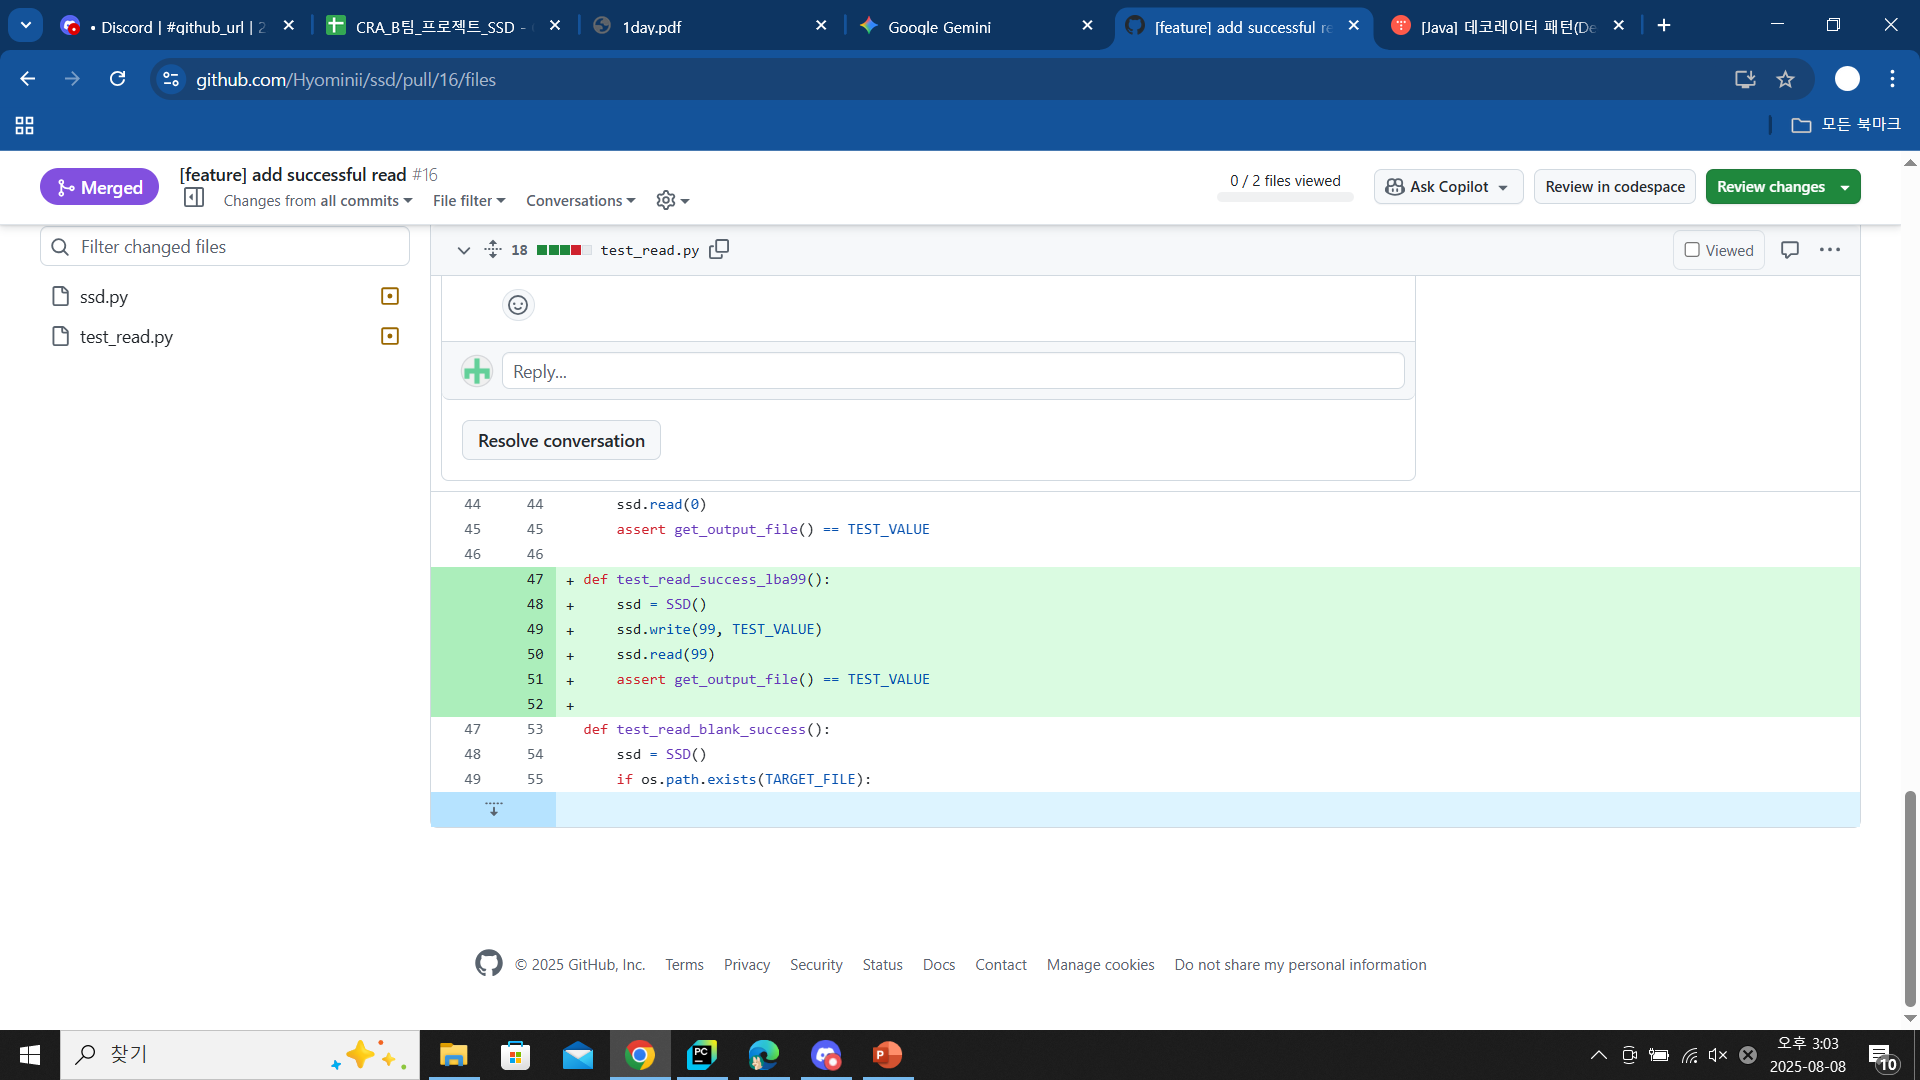 • Discord | #github_url | 2
CRA_B팀_프로젝트_SSD -
1day.pdf
Google Gemini
[feature] add successful re
[Java] 데코레이터 패턴(De
github.com/Hyominii/ssd/pull/16/files
모든 북마크
Merged
[feature] add successful read #16
Changes from all commits
File filter
Conversations
0 / 2 files viewed
Ask Copilot
Review in codespace
Review changes
Filter changed files
ssd.py
test_read.py
18
test_read.py
Viewed
Reply...
Resolve conversation
44 44 ssd.read(0)
45 45 assert get_output_file() == TEST_VALUE
46 46
47 + def test_read_success_lba99():
48 + ssd = SSD()
49 + ssd.write(99, TEST_VALUE)
50 + ssd.read(99)
51 + assert get_output_file() == TEST_VALUE
52 +
47 53 def test_read_blank_success():
48 54 ssd = SSD()
49 55 if os.path.exists(TARGET_FILE):
© 2025 GitHub, Inc.
Terms
Privacy
Security
Status
Docs
Contact
Manage cookies
Do not share my personal information
찾기
PC
P
오후 3:03
2025-08-08
10